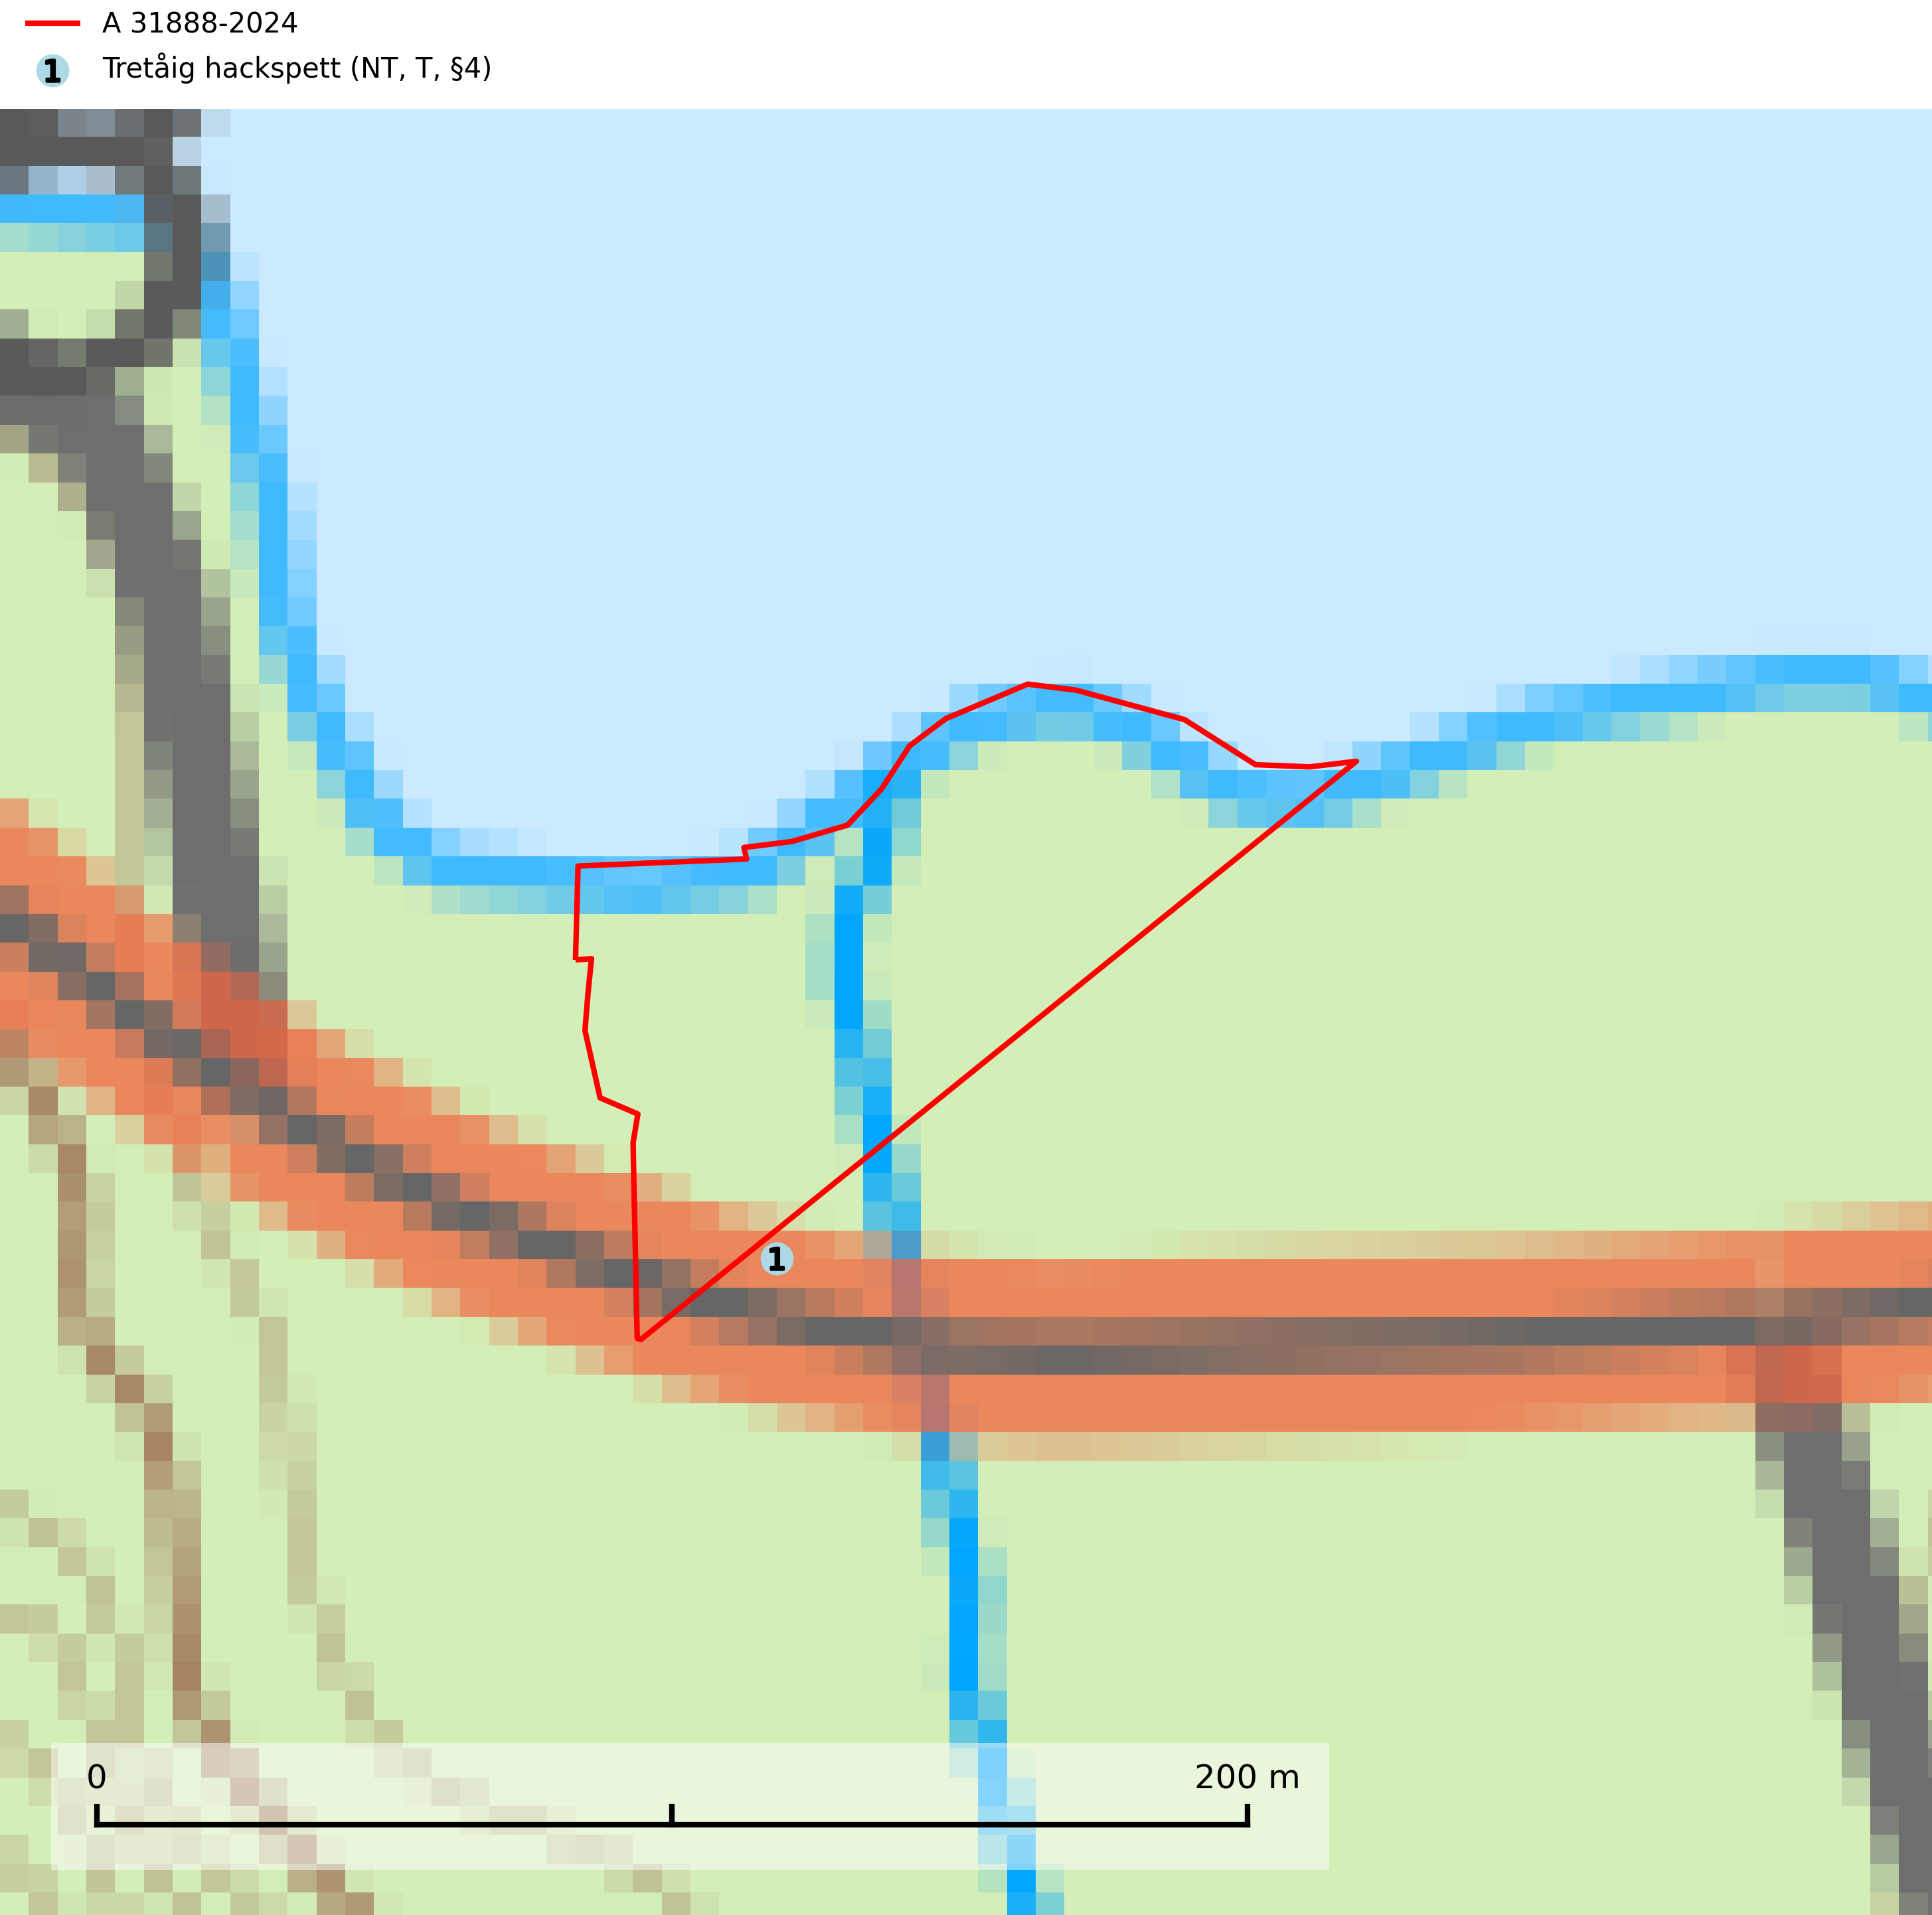 A 31888-2024
1 Tretåig hackspett (NT, T, §4)
1
0 200 m